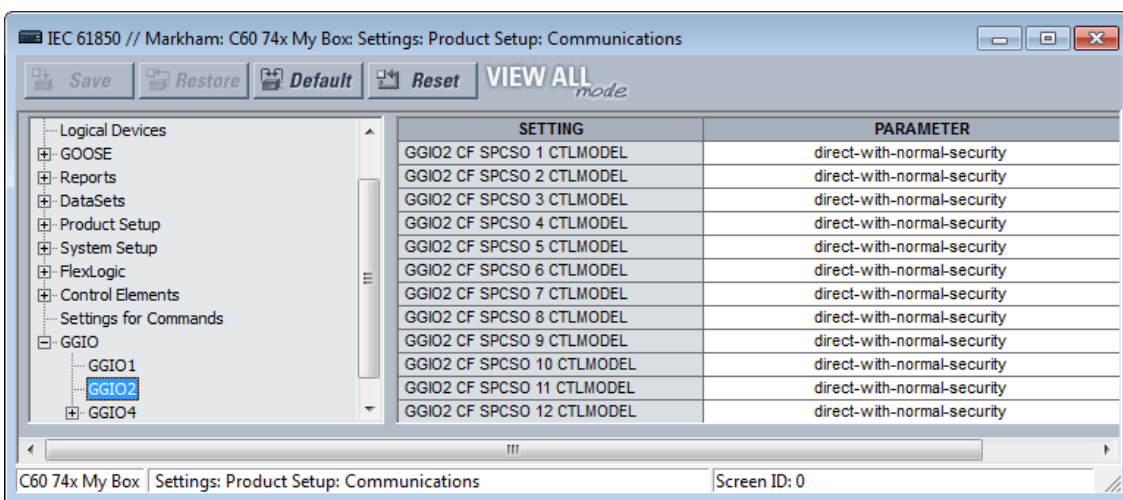 IEC 61850 // Markham: C60 74x My Box: Settings: Product Setup: Communications
Save Restore Default Reset VIEW ALL mode
Logical Devices
GOOSE
Reports
DataSets
Product Setup
System Setup
FlexLogic
Control Elements
Settings for Commands
GGIO
GGIO1
GGIO2
GGIO4
SETTING PARAMETER
GGIO2 CF SPCSO 1 CTLMODEL direct-with-normal-security
GGIO2 CF SPCSO 2 CTLMODEL direct-with-normal-security
GGIO2 CF SPCSO 3 CTLMODEL direct-with-normal-security
GGIO2 CF SPCSO 4 CTLMODEL direct-with-normal-security
GGIO2 CF SPCSO 5 CTLMODEL direct-with-normal-security
GGIO2 CF SPCSO 6 CTLMODEL direct-with-normal-security
GGIO2 CF SPCSO 7 CTLMODEL direct-with-normal-security
GGIO2 CF SPCSO 8 CTLMODEL direct-with-normal-security
GGIO2 CF SPCSO 9 CTLMODEL direct-with-normal-security
GGIO2 CF SPCSO 10 CTLMODEL direct-with-normal-security
GGIO2 CF SPCSO 11 CTLMODEL direct-with-normal-security
GGIO2 CF SPCSO 12 CTLMODEL direct-with-normal-security
C60 74x My Box Settings: Product Setup: Communications Screen ID: 0